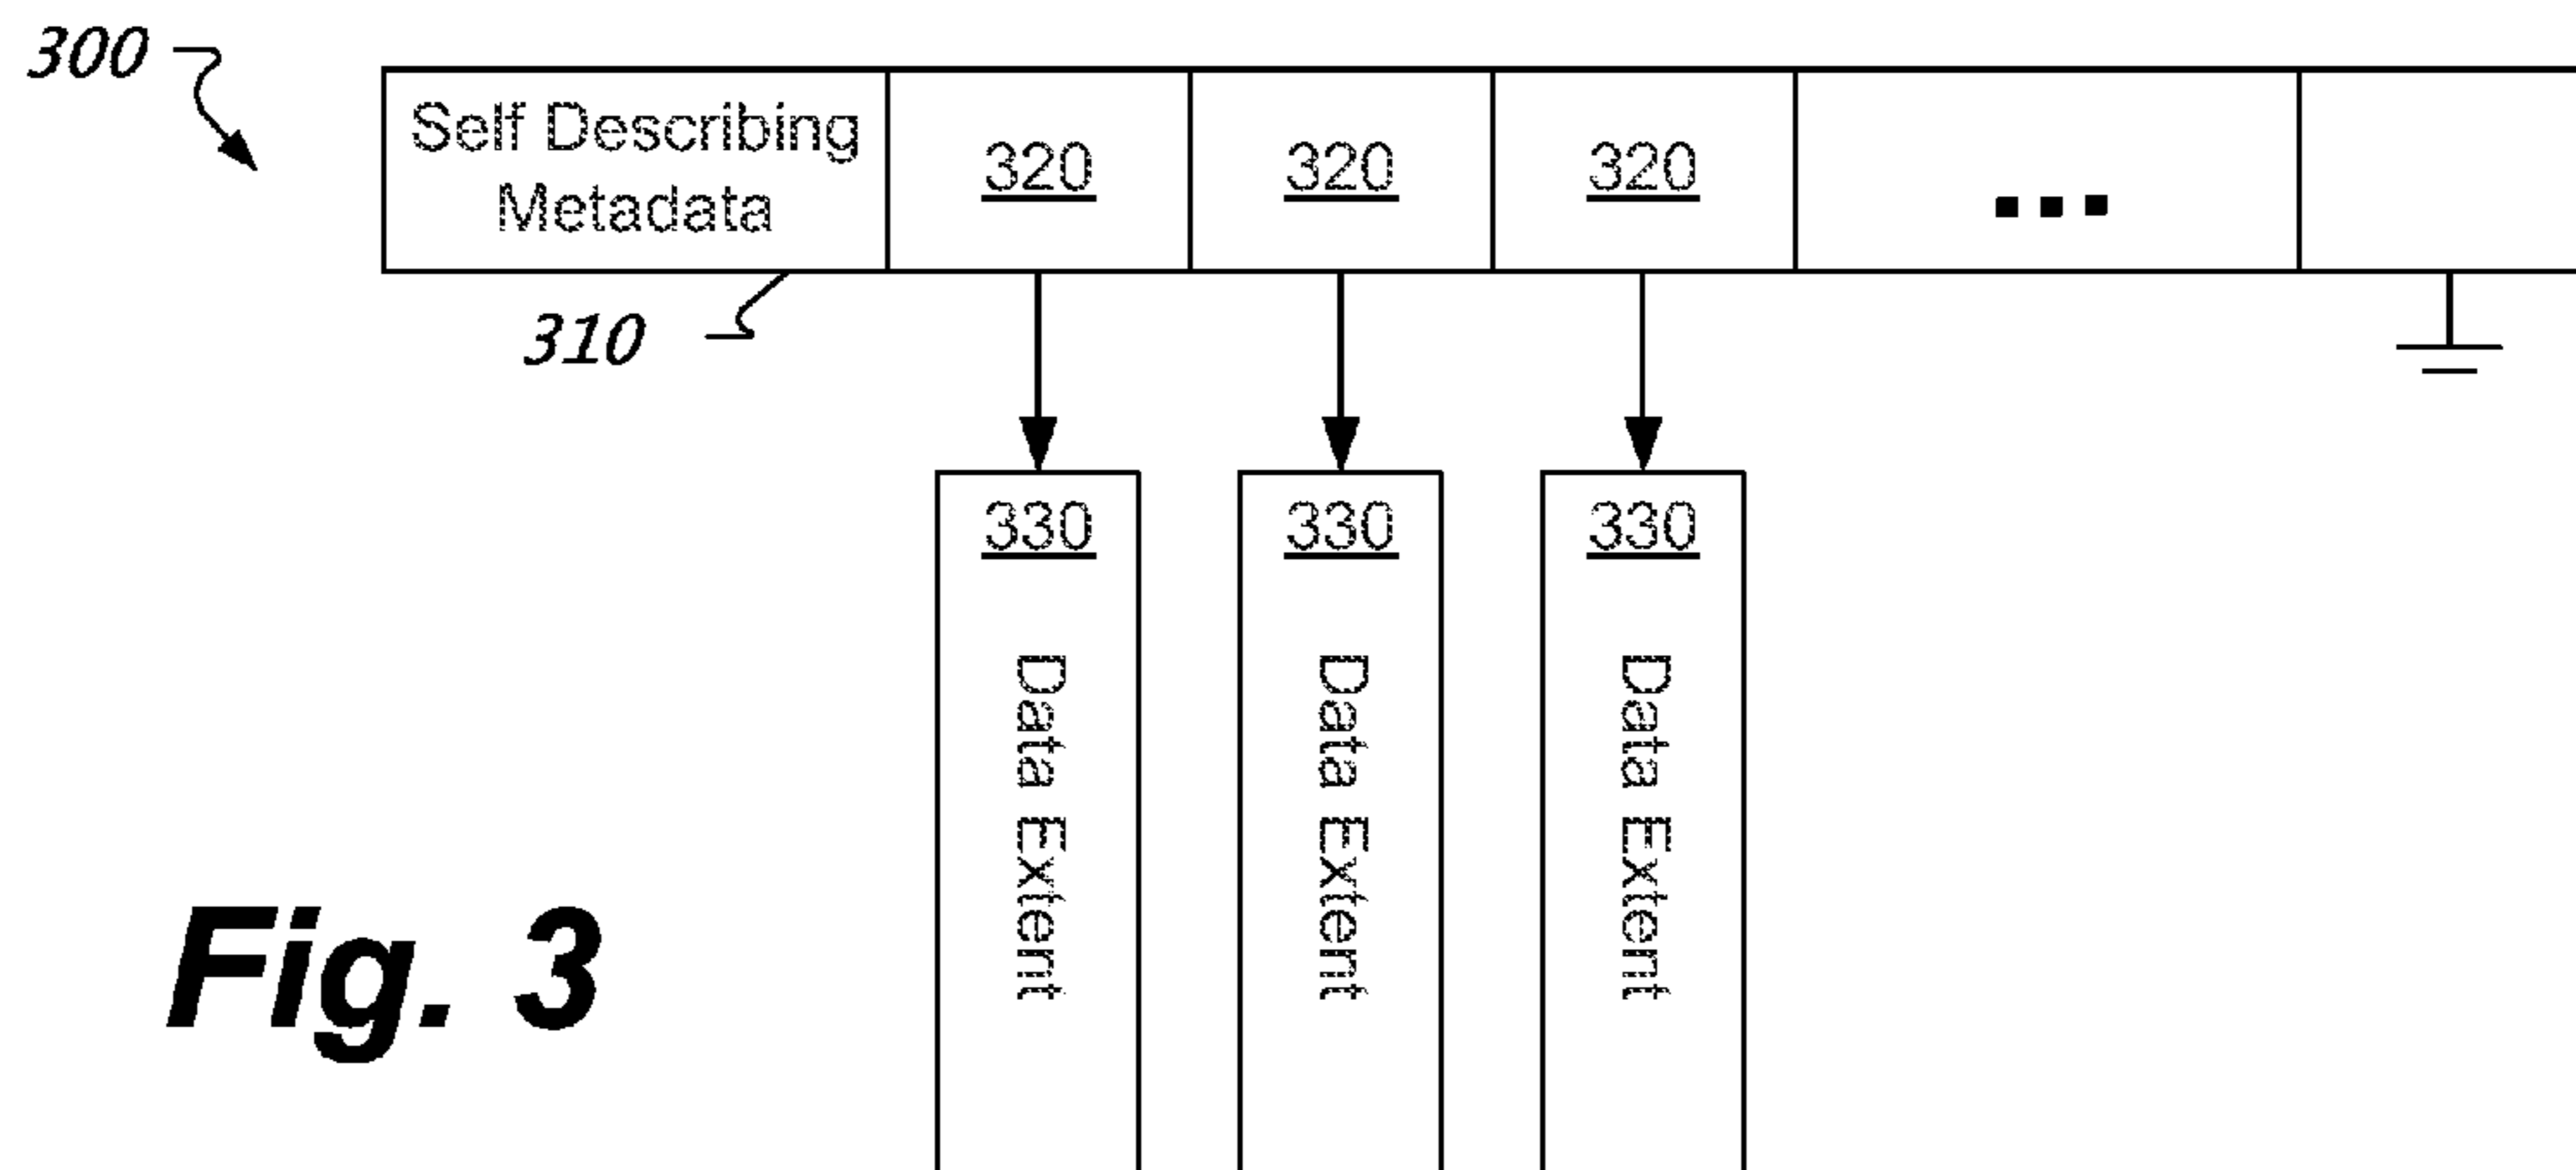 300
Self Describing
Metadata
320
320
320
...
310
330
330
330
Data Extent
Data Extent
Data Extent
Fig. 3